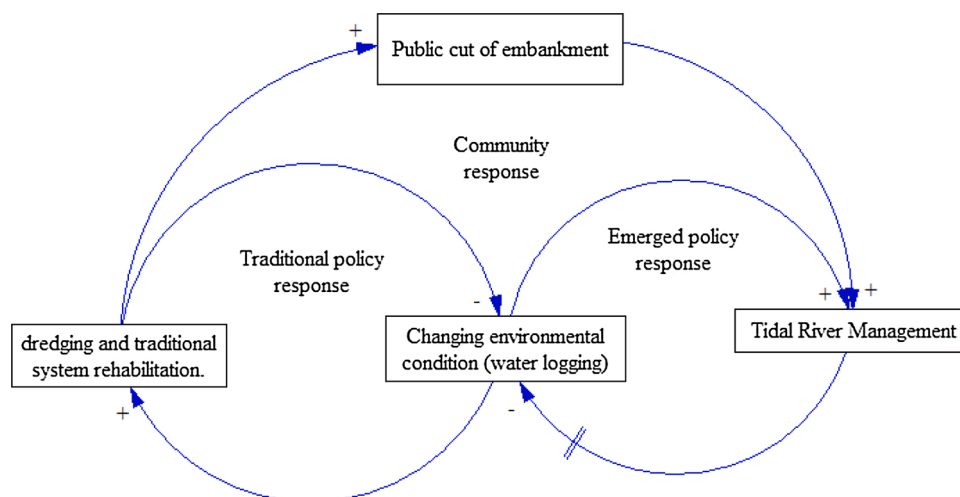 +
Public cut of embankment
Community
response
Traditional policy
response
Emerged policy
response
-
+ +
dredging and traditional
system rehabilitation.
Changing environmental
condition (water logging)
Tidal River Management
+
-